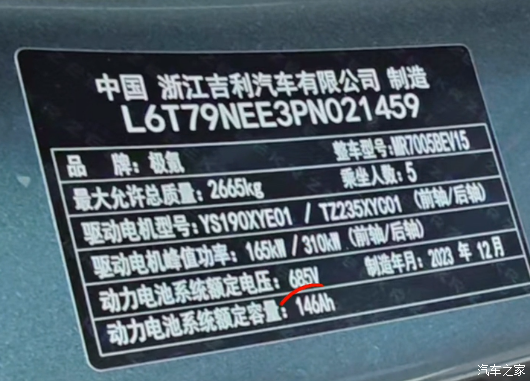 中国 浙江吉利汽车有限公司 制造
L6T79NEE3PN021459
品 牌:极氪 整车型号:MR7005BEV15
最大允许总质量:2665kg 乘坐人数:5
驱动电机型号:YS190XYE01 / TZ235XYC01 (前轴/后轴)
驱动电机峰值功率:165kW / 310kW (前轴/后轴)
动力电池系统额定电压:685V 制造年月:2023 年 12月
动力电池系统额定容量:146Ah
汽车之家